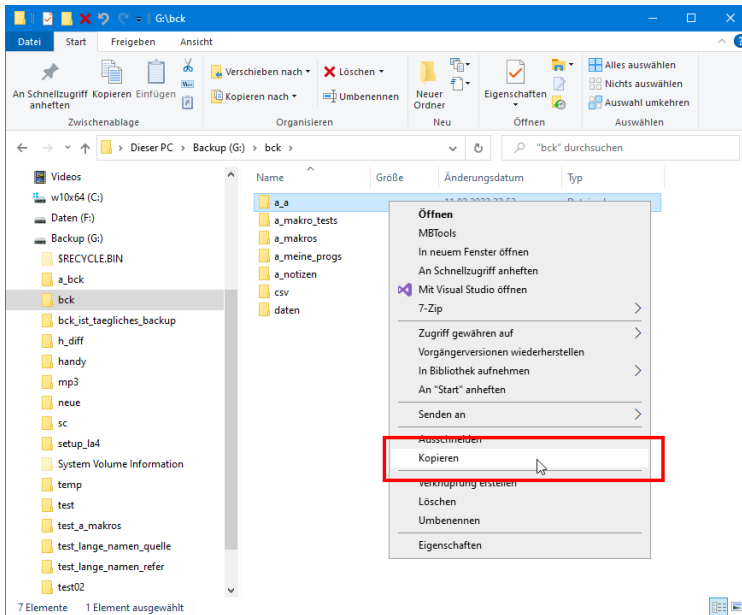 G:\bck
Datei Start Freigeben Ansicht
An Schnellzugriff anheften
Kopieren
Einfügen
Zwischenablage
Verschieben nach
Kopieren nach
Löschen
Umbenennen
Organisieren
Neuer Ordner
Neu
Eigenschaften
Öffnen
Alles auswählen
Nichts auswählen
Auswahl umkehren
Auswählen
Dieser PC > Backup (G:) > bck >
"bck" durchsuchen
Videos
w10x64 (C:)
Daten (F:)
Backup (G:)
$RECYCLE.BIN
a_bck
bck
bck_ist_taegliches_backup
h_diff
handy
mp3
neue
sc
setup_la4
System Volume Information
temp
test
test_a_makros
test_lange_namen_quelle
test_lange_namen_refer
test02
Name Größe Änderungsdatum Typ
a_a
a_makro_tests
a_makros
a_meine_progs
a_notizen
csv
daten
Öffnen
MBTools
In neuem Fenster öffnen
An Schnellzugriff anheften
Mit Visual Studio öffnen
7-Zip
Zugriff gewähren auf
Vorgängerversionen wiederherstellen
In Bibliothek aufnehmen
An "Start" anheften
Senden an
Ausschneiden
Kopieren
Verknüpfung erstellen
Löschen
Umbenennen
Eigenschaften
7 Elemente 1 Element ausgewählt